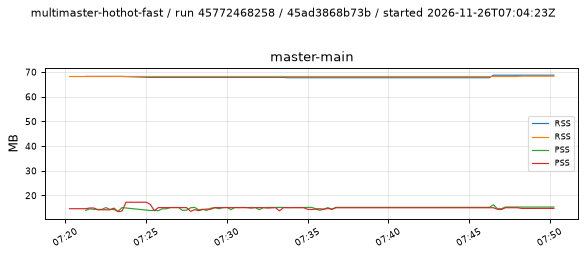 multimaster-hothot-fast / run 45772468258 / 45ad3868b73b / started 2026-11-26T07:04:23Z
master-main
MB
70
60
50
40
30
20
RSS
RSS
PSS
PSS
07:20
07:25
07:30
07:35
07:40
07:45
07:50